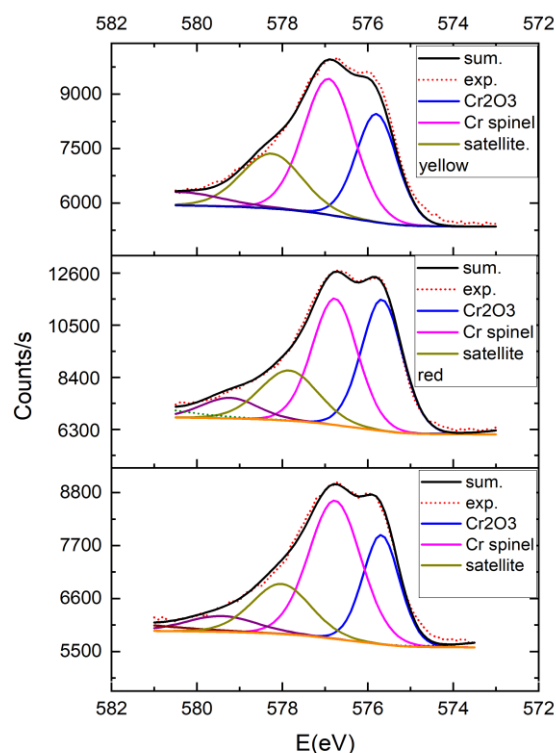 582 580 578 576 574 572
9000
7500
6000
sum.
exp.
Cr2O3
Cr spinel
satellite.
yellow
Counts/s
12600
10500
8400
6300
sum.
exp.
Cr2O3
Cr spinel
satellite
red
8800
7700
6600
5500
sum.
exp.
Cr2O3
Cr spinel
satellite
582 580 578 576 574 572
E(eV)